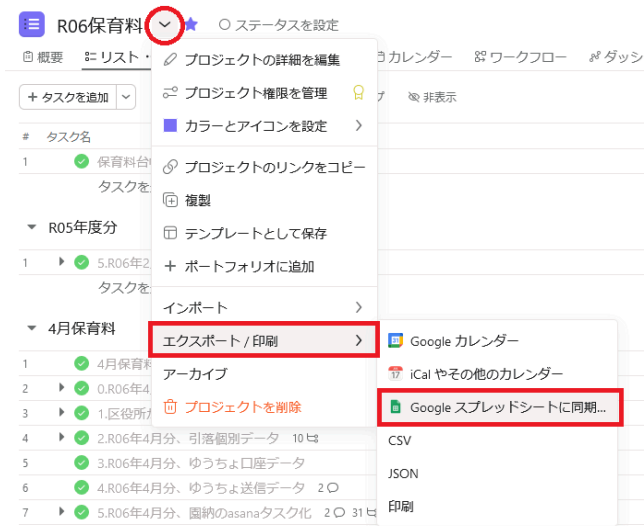 R06保育料 ステータスを設定
概要 リスト カレンダー ワークフロー ダッシ
+ タスクを追加 非表示
# タスク名
1 保育料台
タスクを
R05年度分
1 5.R06年2
タスクを
4月保育料
1 4月保育料
2 0.R06年4
3 1.区役所
4 2.R06年4月分、引落個別データ 10
5 3.R06年4月分、ゆうちょ口座データ
6 4.R06年4月分、ゆうちょ送信データ 2
7 5.R06年4月分、園納のasanaタスク化 2 31
プロジェクトの詳細を編集
プロジェクト権限を管理
カラーとアイコンを設定
プロジェクトのリンクをコピー
複製
テンプレートとして保存
+ ポートフォリオに追加
インポート
エクスポート / 印刷
アーカイブ
プロジェクトを削除
Google カレンダー
iCal やその他のカレンダー
Google スプレッドシートに同期...
CSV
JSON
印刷